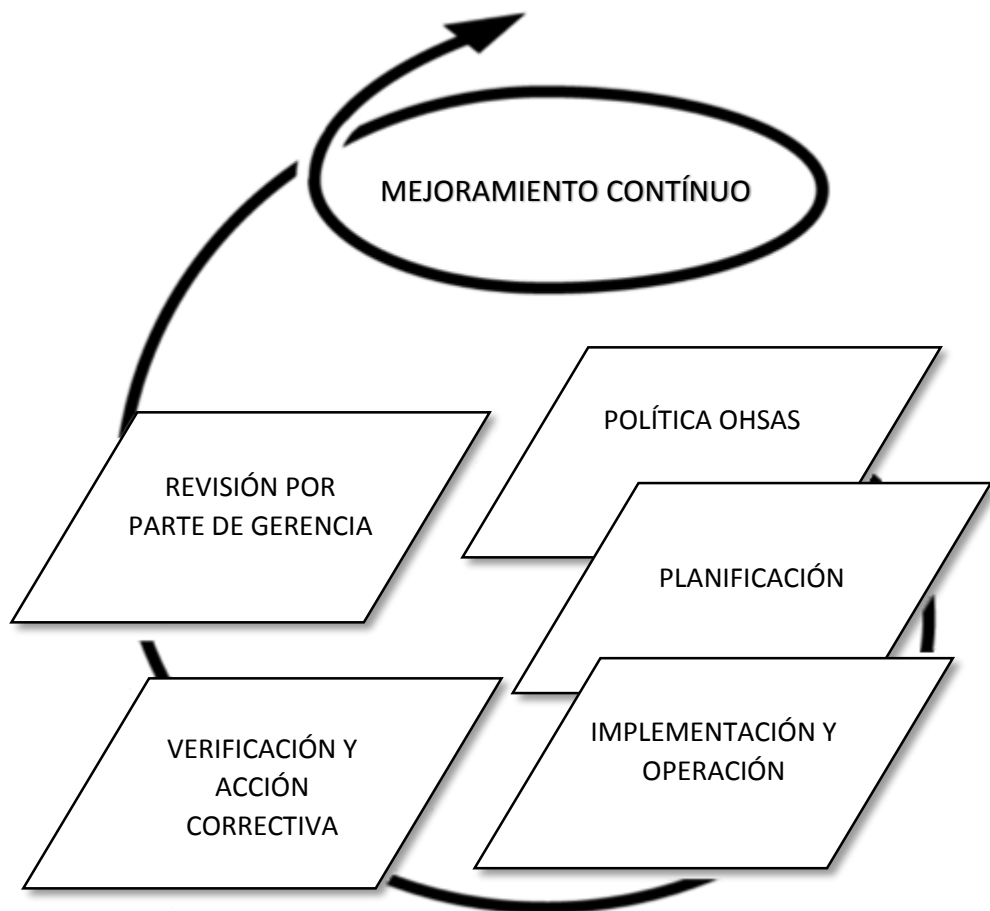 MEJORAMIENTO CONTÍNUO
POLÍTICA OHSAS
REVISIÓN POR
PARTE DE GERENCIA
PLANIFICACIÓN
IMPLEMENTACIÓN Y
OPERACIÓN
VERIFICACIÓN Y
ACCIÓN
CORRECTIVA